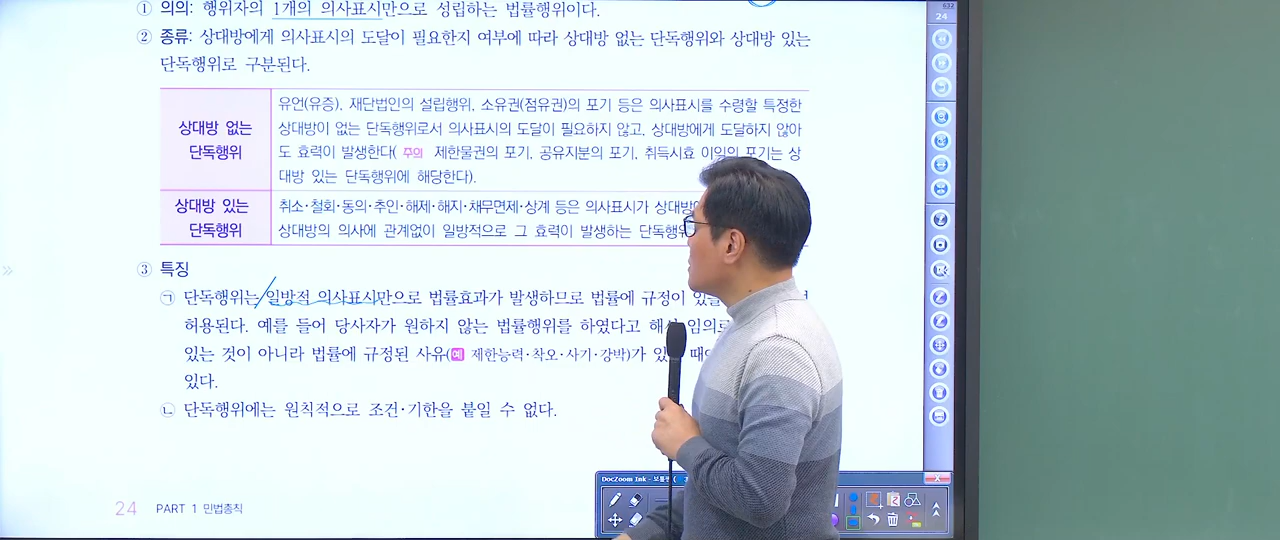 ① 의의: 행위자의 1개의 의사표시만으로 성립하는 법률행위이다.
② 종류: 상대방에게 의사표시의 도달이 필요한지 여부에 따라 상대방 없는 단독행위와 상대방 있는
단독행위로 구분된다.
상대방 없는
단독행위
유언(유증), 재단법인의 설립행위, 소유권(점유권)의 포기 등은 의사표시를 수령할 특정한
상대방이 없는 단독행위로서 의사표시의 도달이 필요하지 않고, 상대방에게 도달하지 않아
도 효력이 발생한다( 주의 제한물권의 포기, 공유지분의 포기, 취득시효 이익의 포기는 상
대방 있는 단독행위에 해당한다).
상대방 있는
단독행위
취소·철회·동의·추인·해제·해지·채무면제·상계 등은 의사표시가 상대방에
상대방의 의사에 관계없이 일방적으로 그 효력이 발생하는 단독행위
③ 특징
㉠ 단독행위는 일방적 의사표시만으로 법률효과가 발생하므로 법률에 규정이 있을
허용된다. 예를 들어 당사자가 원하지 않는 법률행위를 하였다고 해서 임의로
있는 것이 아니라 법률에 규정된 사유(예 제한능력·착오·사기·강박)가 있을 때
있다.
㉡ 단독행위에는 원칙적으로 조건·기한을 붙일 수 없다.
24 PART 1 민법총칙
632
24
DocZoom Ink - 보통펜(